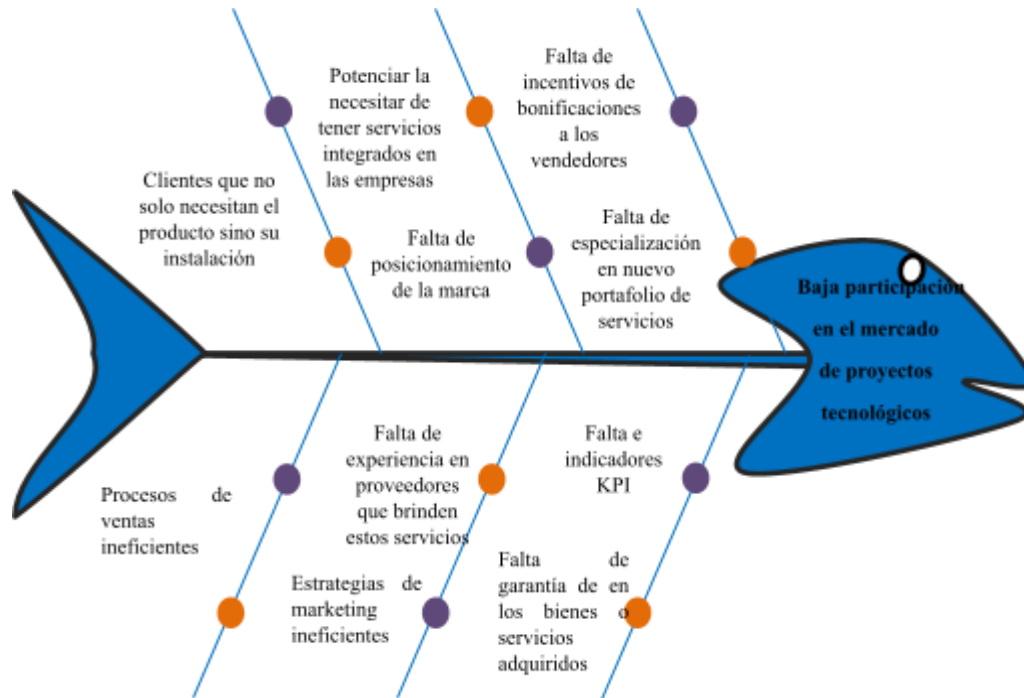 Potenciar la
necesitar de
tener servicios
integrados en
las empresas
Falta de
incentivos de
bonificaciones
a los
vendedores
Clientes que no
solo necesitan el
producto sino su
instalación
Falta de
posicionamiento
de la marca
Falta de
especialización
en nuevo
portafolio de
servicios
Baja participación
en el mercado
de proyectos
tecnológicos
Procesos de
ventas
ineficientes
Falta de
experiencia en
proveedores
que brinden
estos servicios
Falta e
indicadores
KPI
Estrategias de
marketing
ineficientes
Falta de
garantía de en
los bienes o
servicios
adquiridos